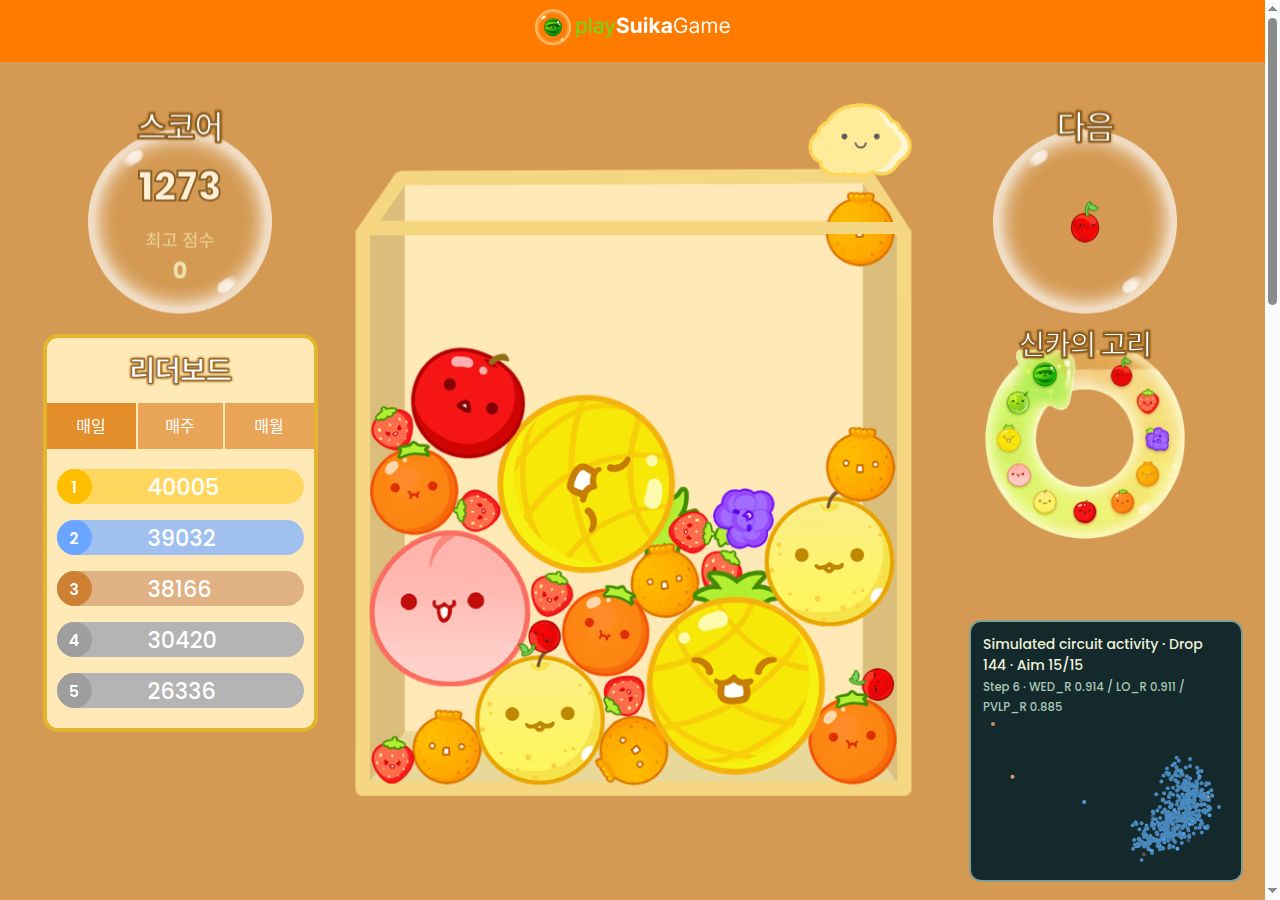 playSuikaGame
스코어
1273
최고 점수
0
다음
리더보드
매일 매주 매월
1 40005
2 39032
3 38166
4 30420
5 26336
신카의 고리
Simulated circuit activity · Drop
144 · Aim 15/15
Step 6 · WED_R 0.914 / LO_R 0.911 /
PVLP_R 0.885